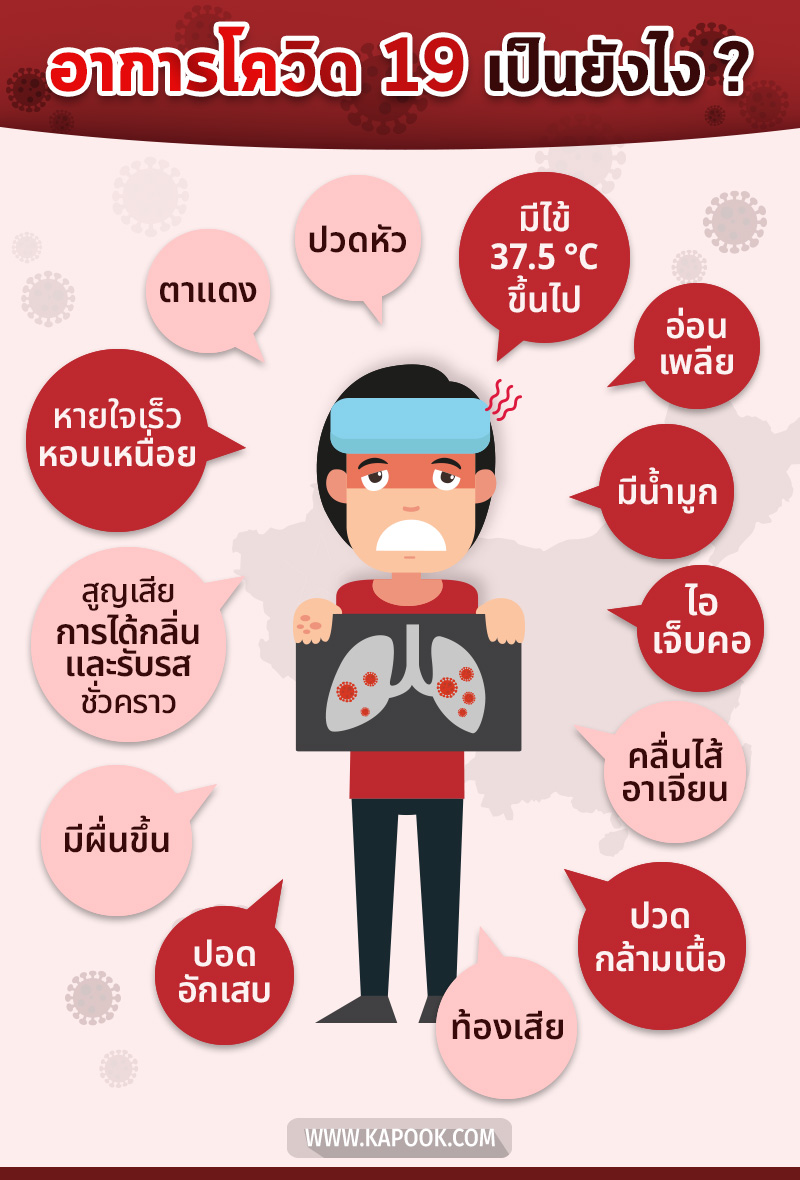 อาการโควิด 19 เป็นยังไง ?
ปวดหัว
มีไข้
37.5 °C
ขึ้นไป
ตาแดง
อ่อน
เพลีย
หายใจเร็ว
หอบเหนื่อย
มีน้ำมูก
สูญเสีย
การได้กลิ่น
และรับรส
ชั่วคราว
ไอ
เจ็บคอ
คลื่นไส้
อาเจียน
มีผื่นขึ้น
ปวด
กล้ามเนื้อ
ปอด
อักเสบ
ท้องเสีย
WWW.KAPOOK.COM